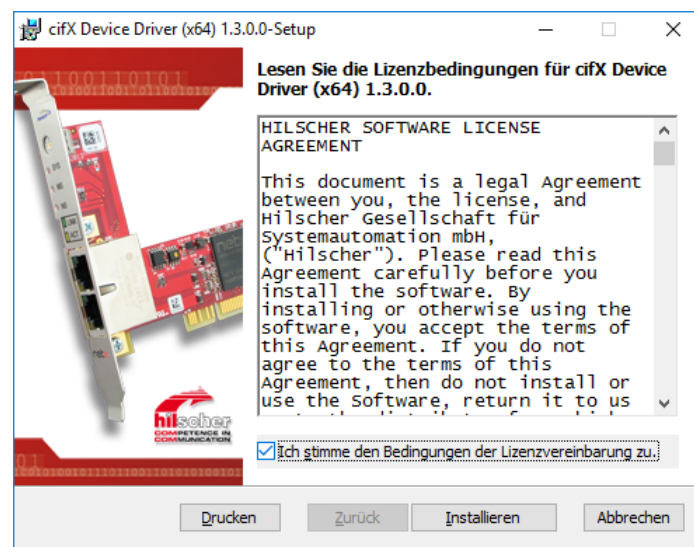 cifX Device Driver (x64) 1.3.0.0-Setup
Lesen Sie die Lizenzbedingungen für cifX Device
Driver (x64) 1.3.0.0.
HILSCHER SOFTWARE LICENSE
AGREEMENT
This document is a legal Agreement
between you, the license, and
Hilscher Gesellschaft für
Systemautomation mbH,
("Hilscher"). Please read this
Agreement carefully before you
install the software. By
installing or otherwise using the
software, you accept the terms of
this Agreement. If you do not
agree to the terms of this
Agreement, then do not install or
use the Software, return it to us
hilscher
COMPETENCE IN
COMMUNICATION
Ich stimme den Bedingungen der Lizenzvereinbarung zu.
Drucken
Zurück
Installieren
Abbrechen